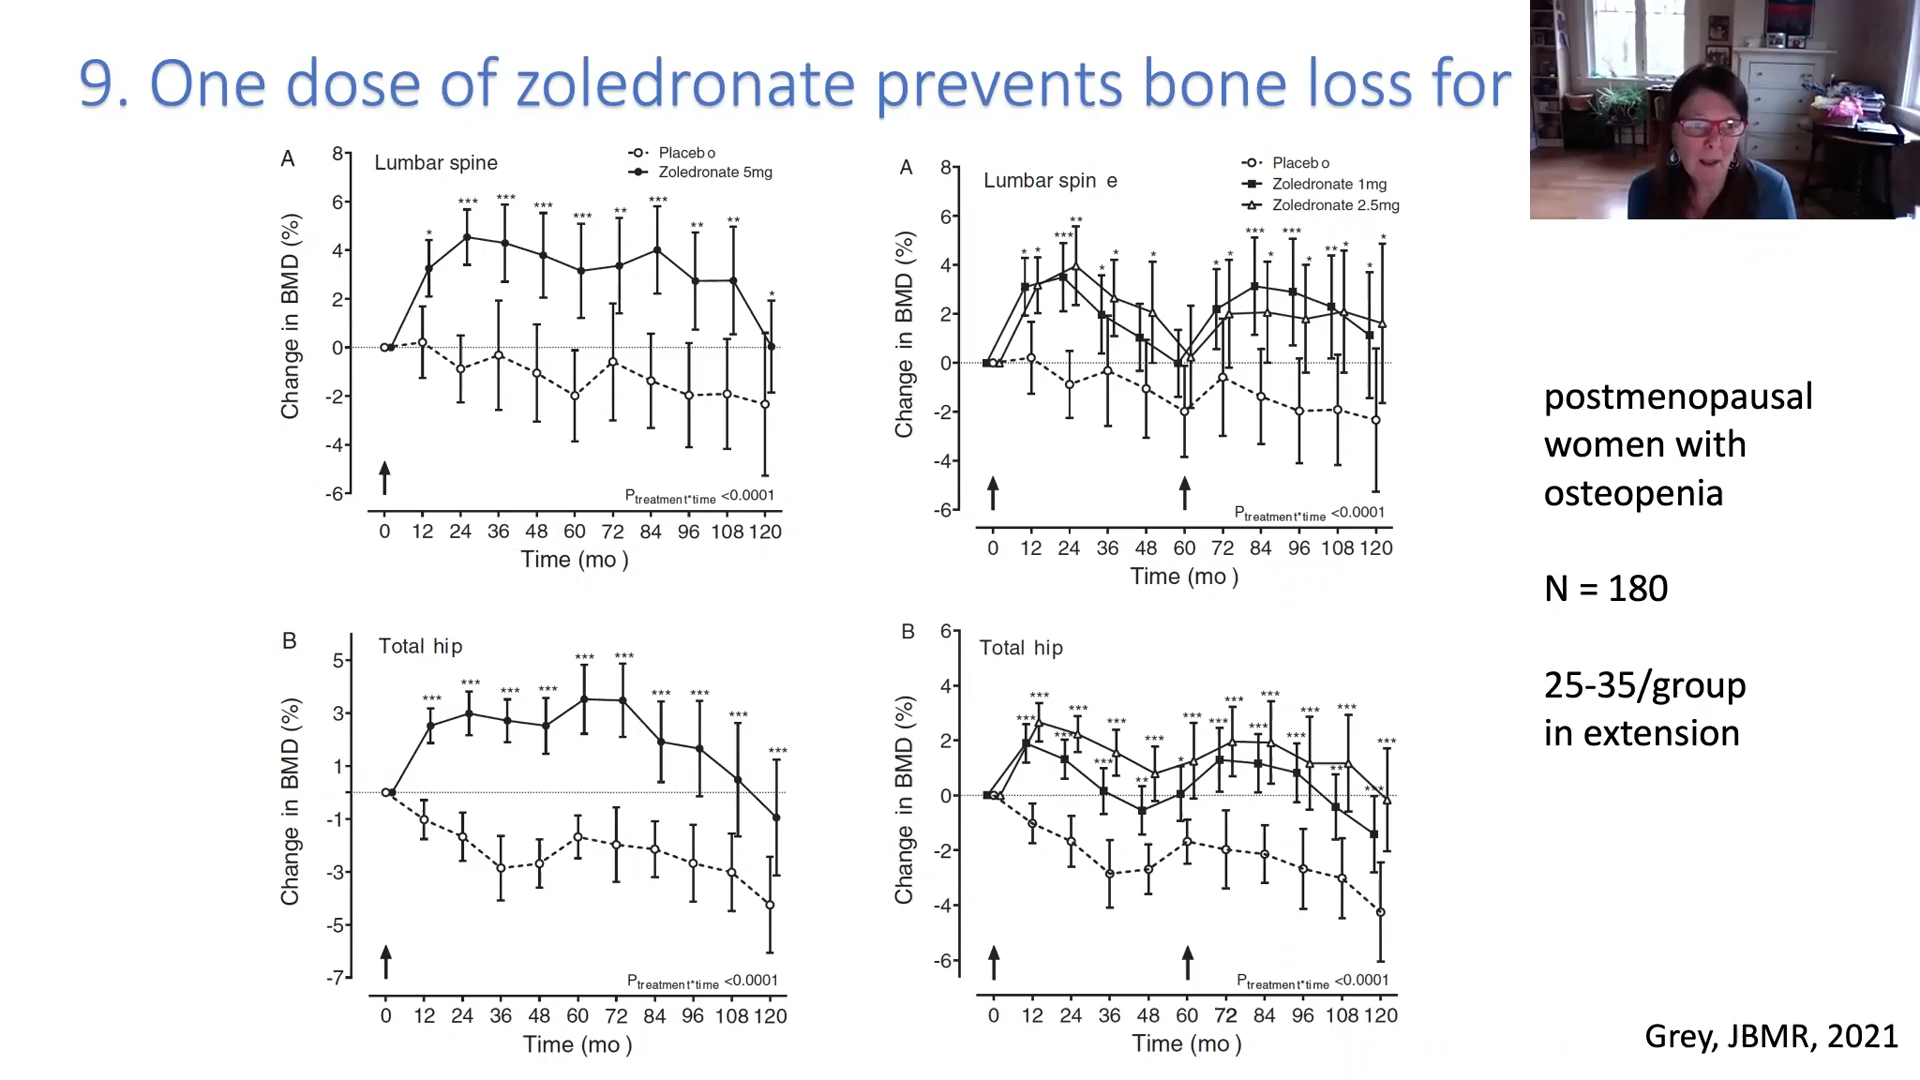 9. One dose of zoledronate prevents bone loss for
A
Lumbar spine
Placebo
Zoledronate 5mg
8
6
4
2
0
-2
-4
-6
Change in BMD (%)
*
***
***
***
***
**
***
**
**
*
Ptreatment*time <0.0001
0 12 24 36 48 60 72 84 96 108 120
Time (mo)
A
Lumbar spin e
Placebo
Zoledronate 1mg
Zoledronate 2.5mg
8
6
4
2
0
-2
-4
-6
Change in BMD (%)
* * *** ** * * * * * *** * *** * ** * * *
Ptreatment*time <0.0001
0 12 24 36 48 60 72 84 96 108 120
Time (mo)
postmenopausal
women with
osteopenia
N = 180
25-35/group
in extension
B
Total hip
5
3
1
-1
-3
-5
-7
Change in BMD (%)
***
***
***
***
***
***
***
***
***
***
Ptreatment*time <0.0001
0 12 24 36 48 60 72 84 96 108 120
Time (mo)
B
Total hip
6
4
2
0
-2
-4
-6
Change in BMD (%)
*** *** *** *** *** *** ** *** * *** *** *** *** *** *** *** ** *** *** ***
Ptreatment*time <0.0001
0 12 24 36 48 60 72 84 96 108 120
Time (mo)
Grey, JBMR, 2021